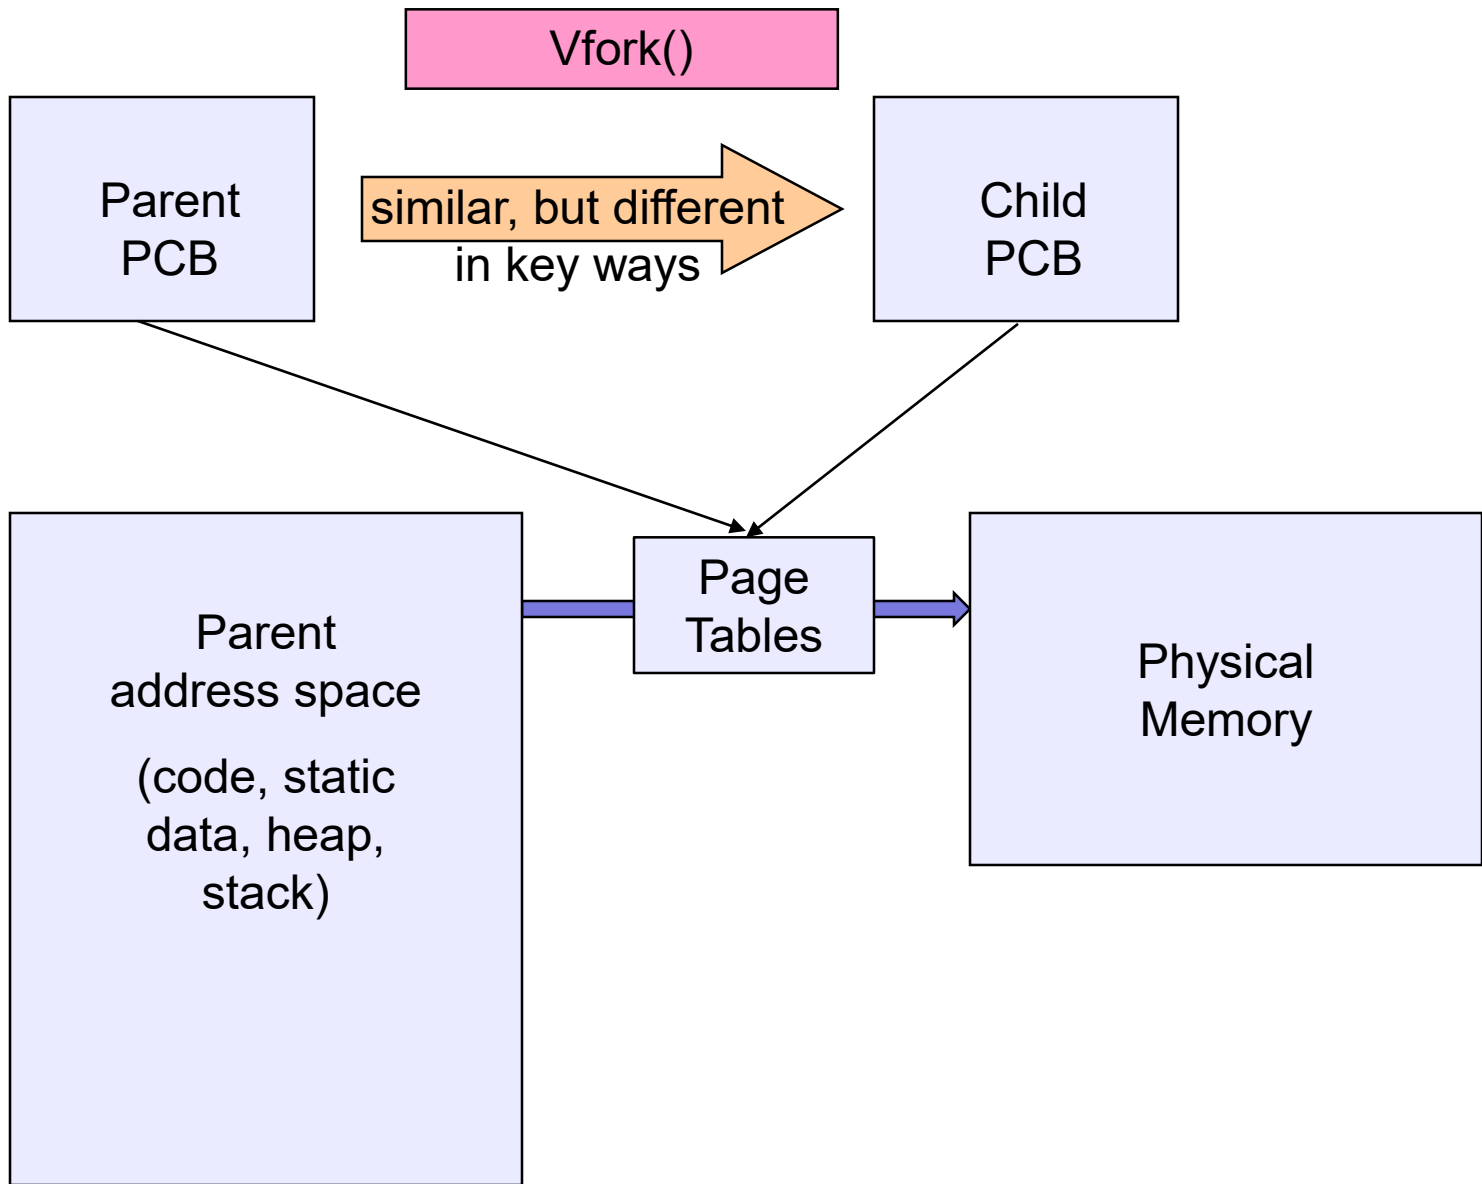 Vfork()
Parent
PCB
similar, but different
in key ways
Child
PCB
Parent
address space
(code, static
data, heap,
stack)
Page
Tables
Physical
Memory